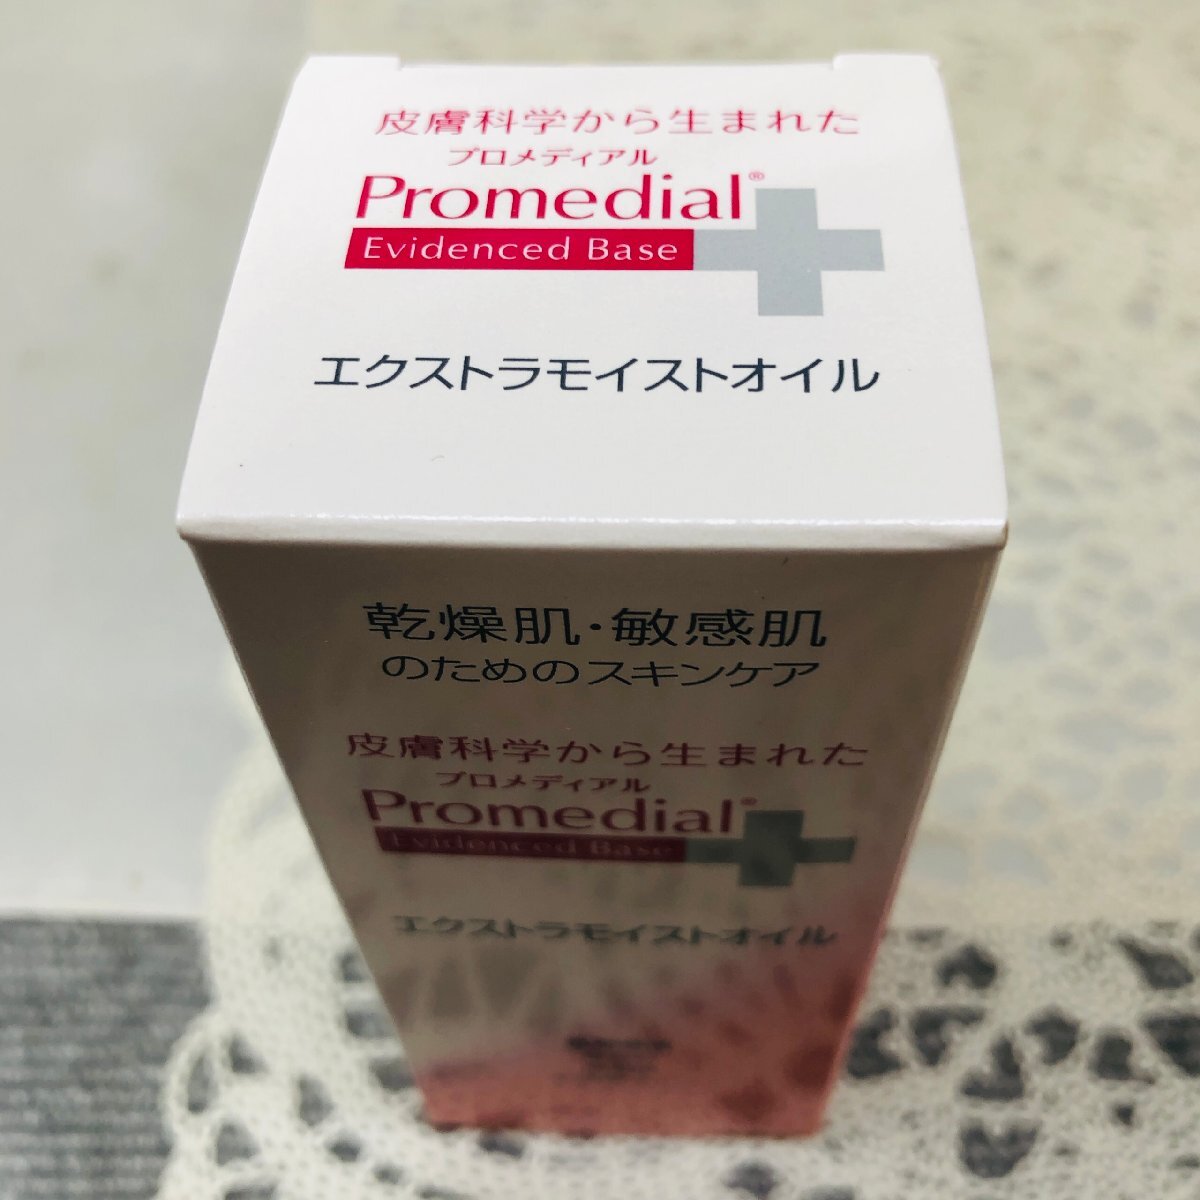 皮膚科学から生まれた
プロメディアル
Promedial®
Evidenced Base
エクストラモイストオイル
乾燥肌・敏感肌
のためのスキンケア
皮膚科学から生まれた
プロメディアル
Promedial®
Evidenced Base
エクストラモイストオイル